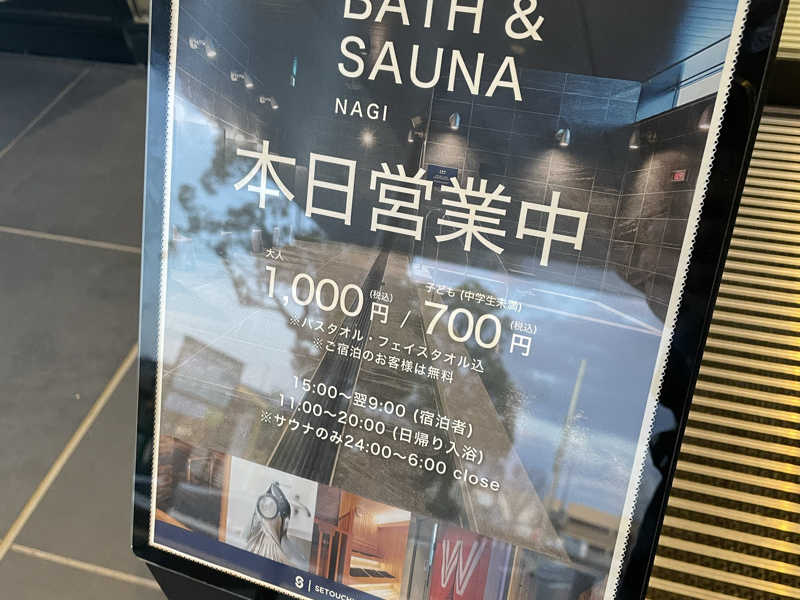 BATH &
SAUNA
NAGI
本日営業中
大人
1,000円(税込) / 子ども(中学生未満) 700円(税込)
※バスタオル・フェイスタオル込
※ご宿泊のお客様は無料
15:00〜翌9:00 (宿泊者)
11:00〜20:00 (日帰り入浴)
※サウナのみ24:00〜6:00 close
W
S | SETOUCHI